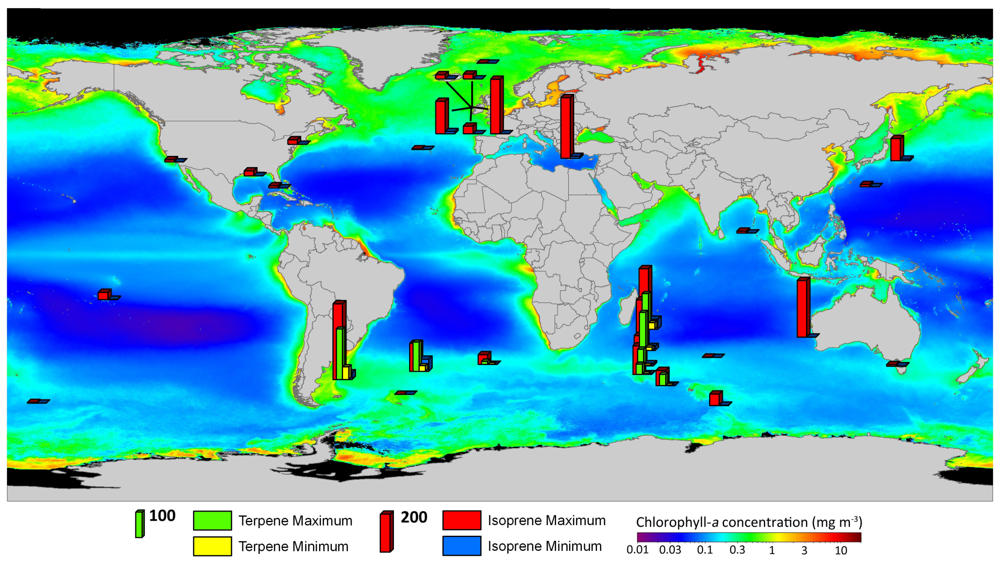 100
Terpene Maximum
Terpene Minimum
200
Isoprene Maximum
Isoprene Minimum
Chlorophyll-a concentration (mg m⁻³)
0.01 0.03 0.1 0.3 1 3 10